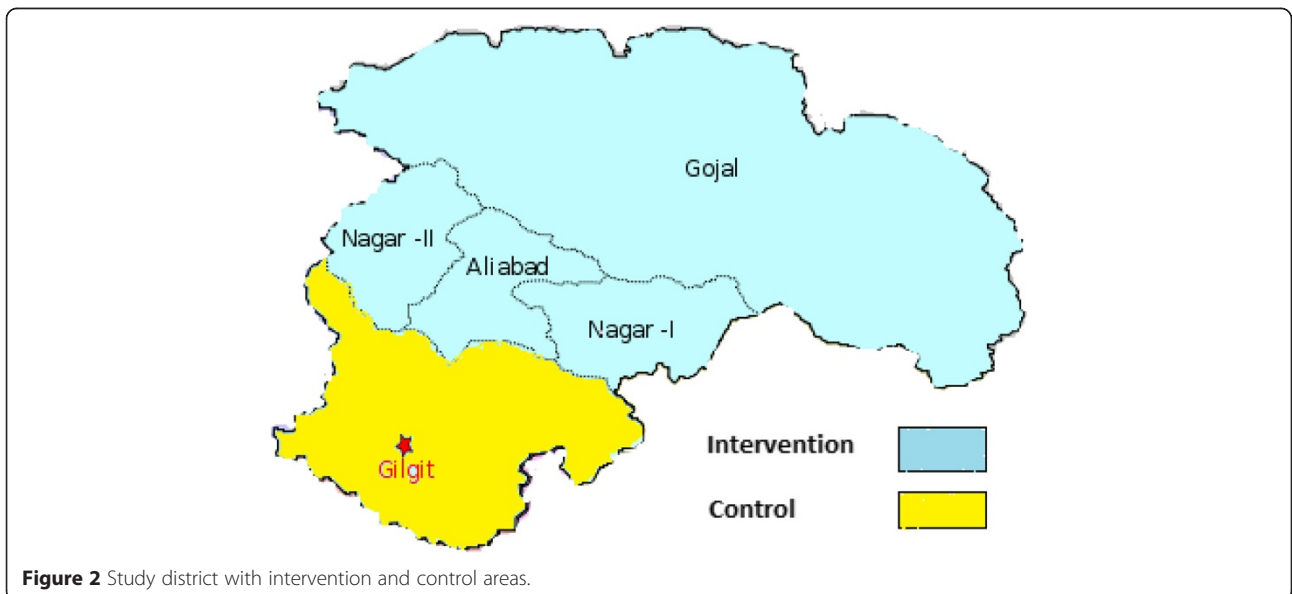 Gojal
Nagar -II
Aliabad
Nagar -I
Intervention
Gilgit
Control
Figure 2 Study district with intervention and control areas.